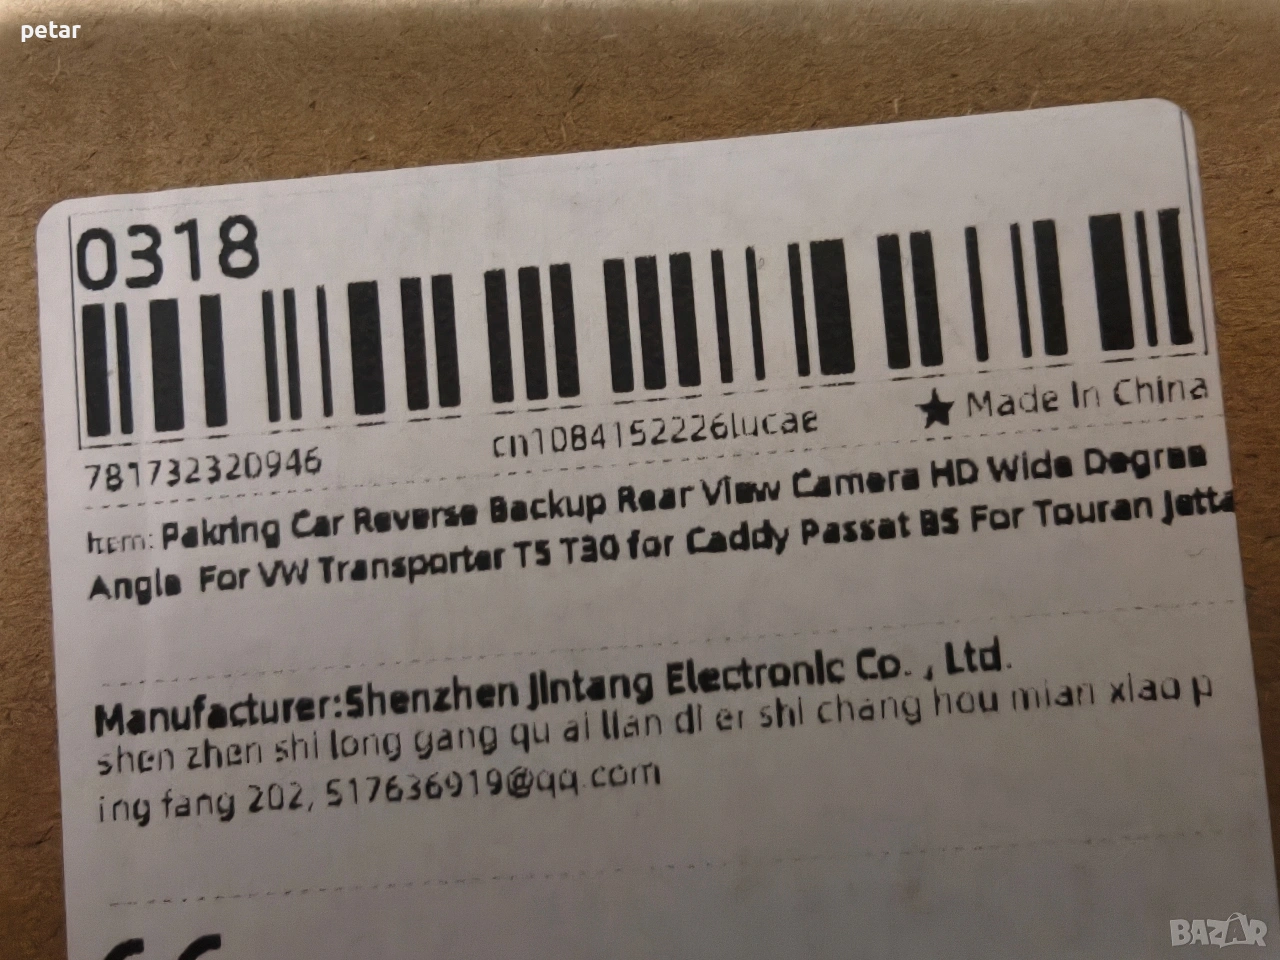 petar
0318
781732320946
cn1084152226lucae
★ Made In China
Item: Pakring Car Reverse Backup Rear View Camera HD Wide Degree
Angle For VW Transporter T5 T30 for Caddy Passat B5 For Touran Jetta
Manufacturer:Shenzhen Jintang Electronic Co. , Ltd.
shen zhen shi long gang qu ai lian di er shi chang hou mian xiao p
ing fang 202, 517636919@qq.com
BAZAR